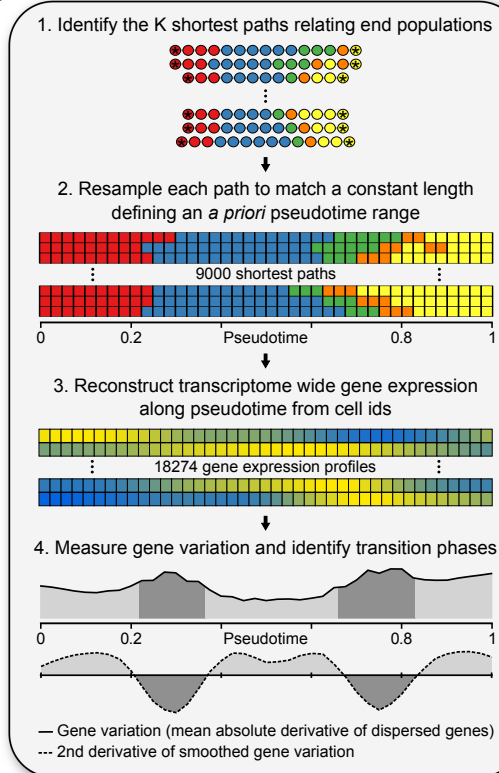 1. Identify the K shortest paths relating end populations
2. Resample each path to match a constant length
defining an a priori pseudotime range
9000 shortest paths
0 0.2 Pseudotime 0.8 1
3. Reconstruct transcriptome wide gene expression
along pseudotime from cell ids
18274 gene expression profiles
4. Measure gene variation and identify transition phases
0 0.2 Pseudotime 0.8 1
Gene variation (mean absolute derivative of dispersed genes)
2nd derivative of smoothed gene variation